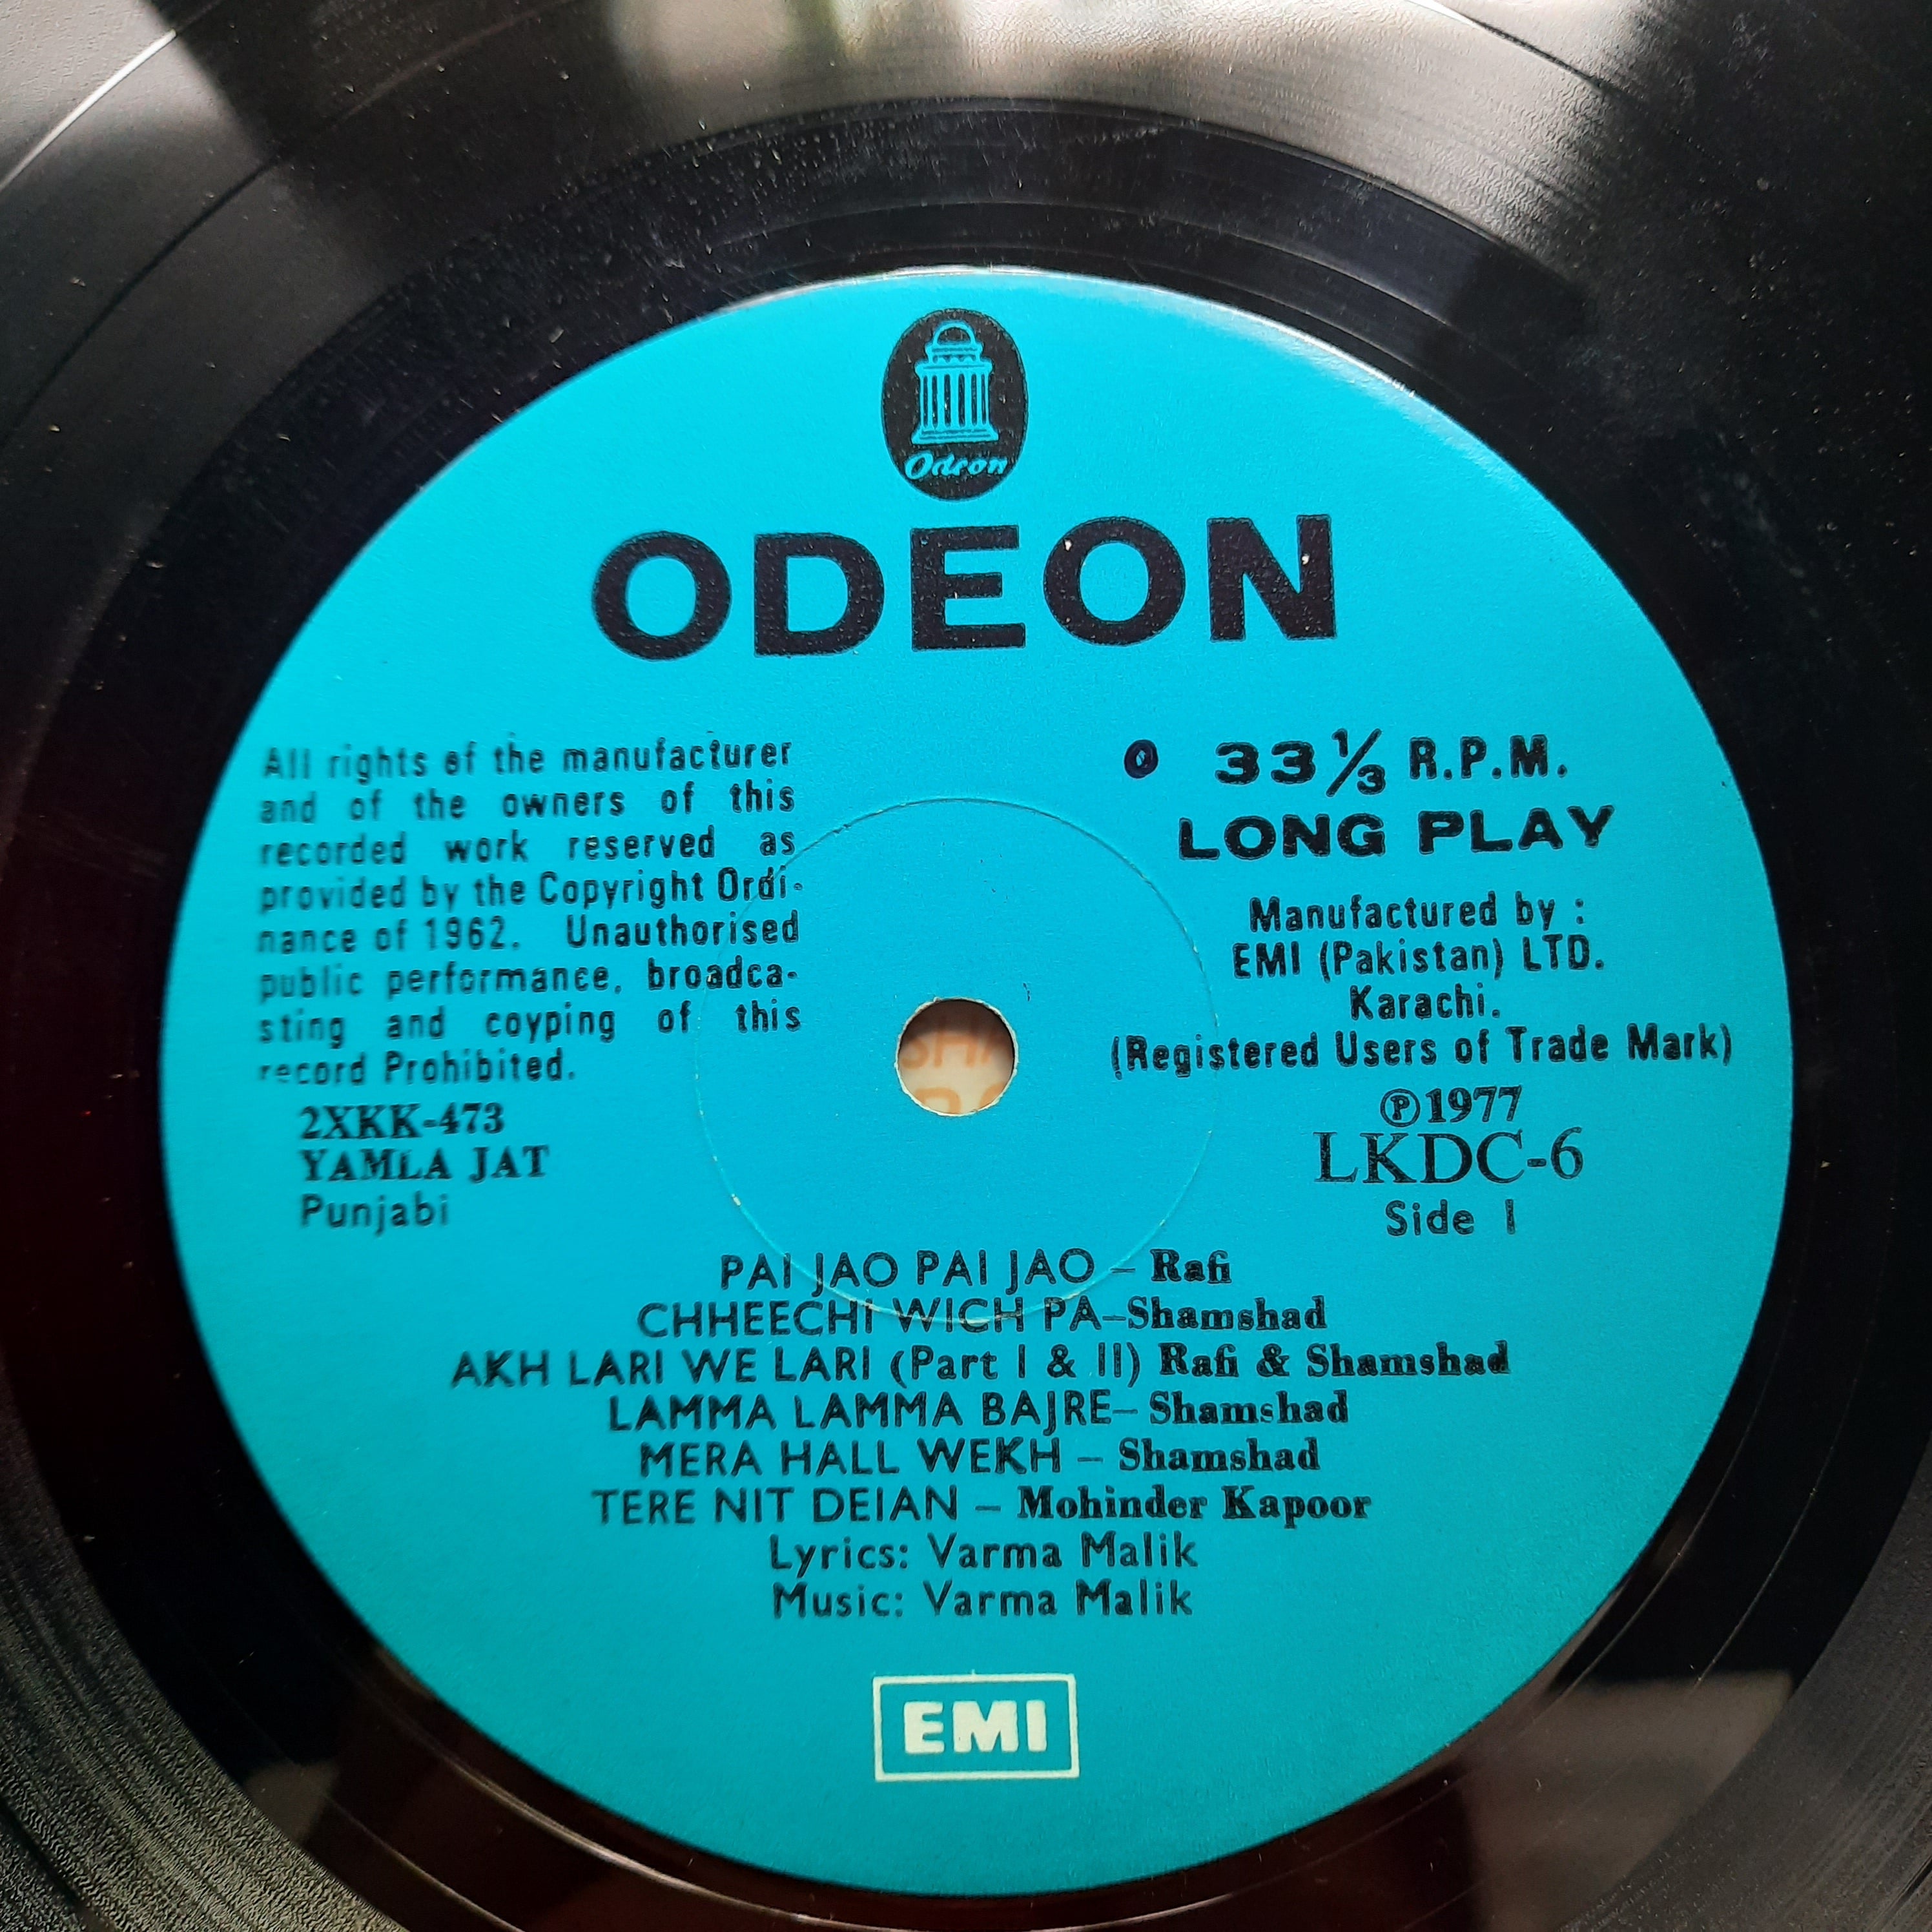 Odeon
ODEON
All rights of the manufacturer
and of the owners of this
recorded work reserved as
provided by the Copyright Ordi-
nance of 1962. Unauthorised
public performance, broadca-
sting and coyping of this
record Prohibited.
2XKK-473
YAMLA JAT
Punjabi
33⅓ R.P.M.
LONG PLAY
Manufactured by :
EMI (Pakistan) LTD.
Karachi.
(Registered Users of Trade Mark)
℗1977
LKDC-6
Side 1
PAI JAO PAI JAO – Rafi
CHHEECHI WICH PA–Shamshad
AKH LARI WE LARI (Part I & II) Rafi & Shamshad
LAMMA LAMMA BAJRE– Shamshad
MERA HALL WEKH – Shamshad
TERE NIT DEIAN – Mohinder Kapoor
Lyrics: Varma Malik
Music: Varma Malik
EMI